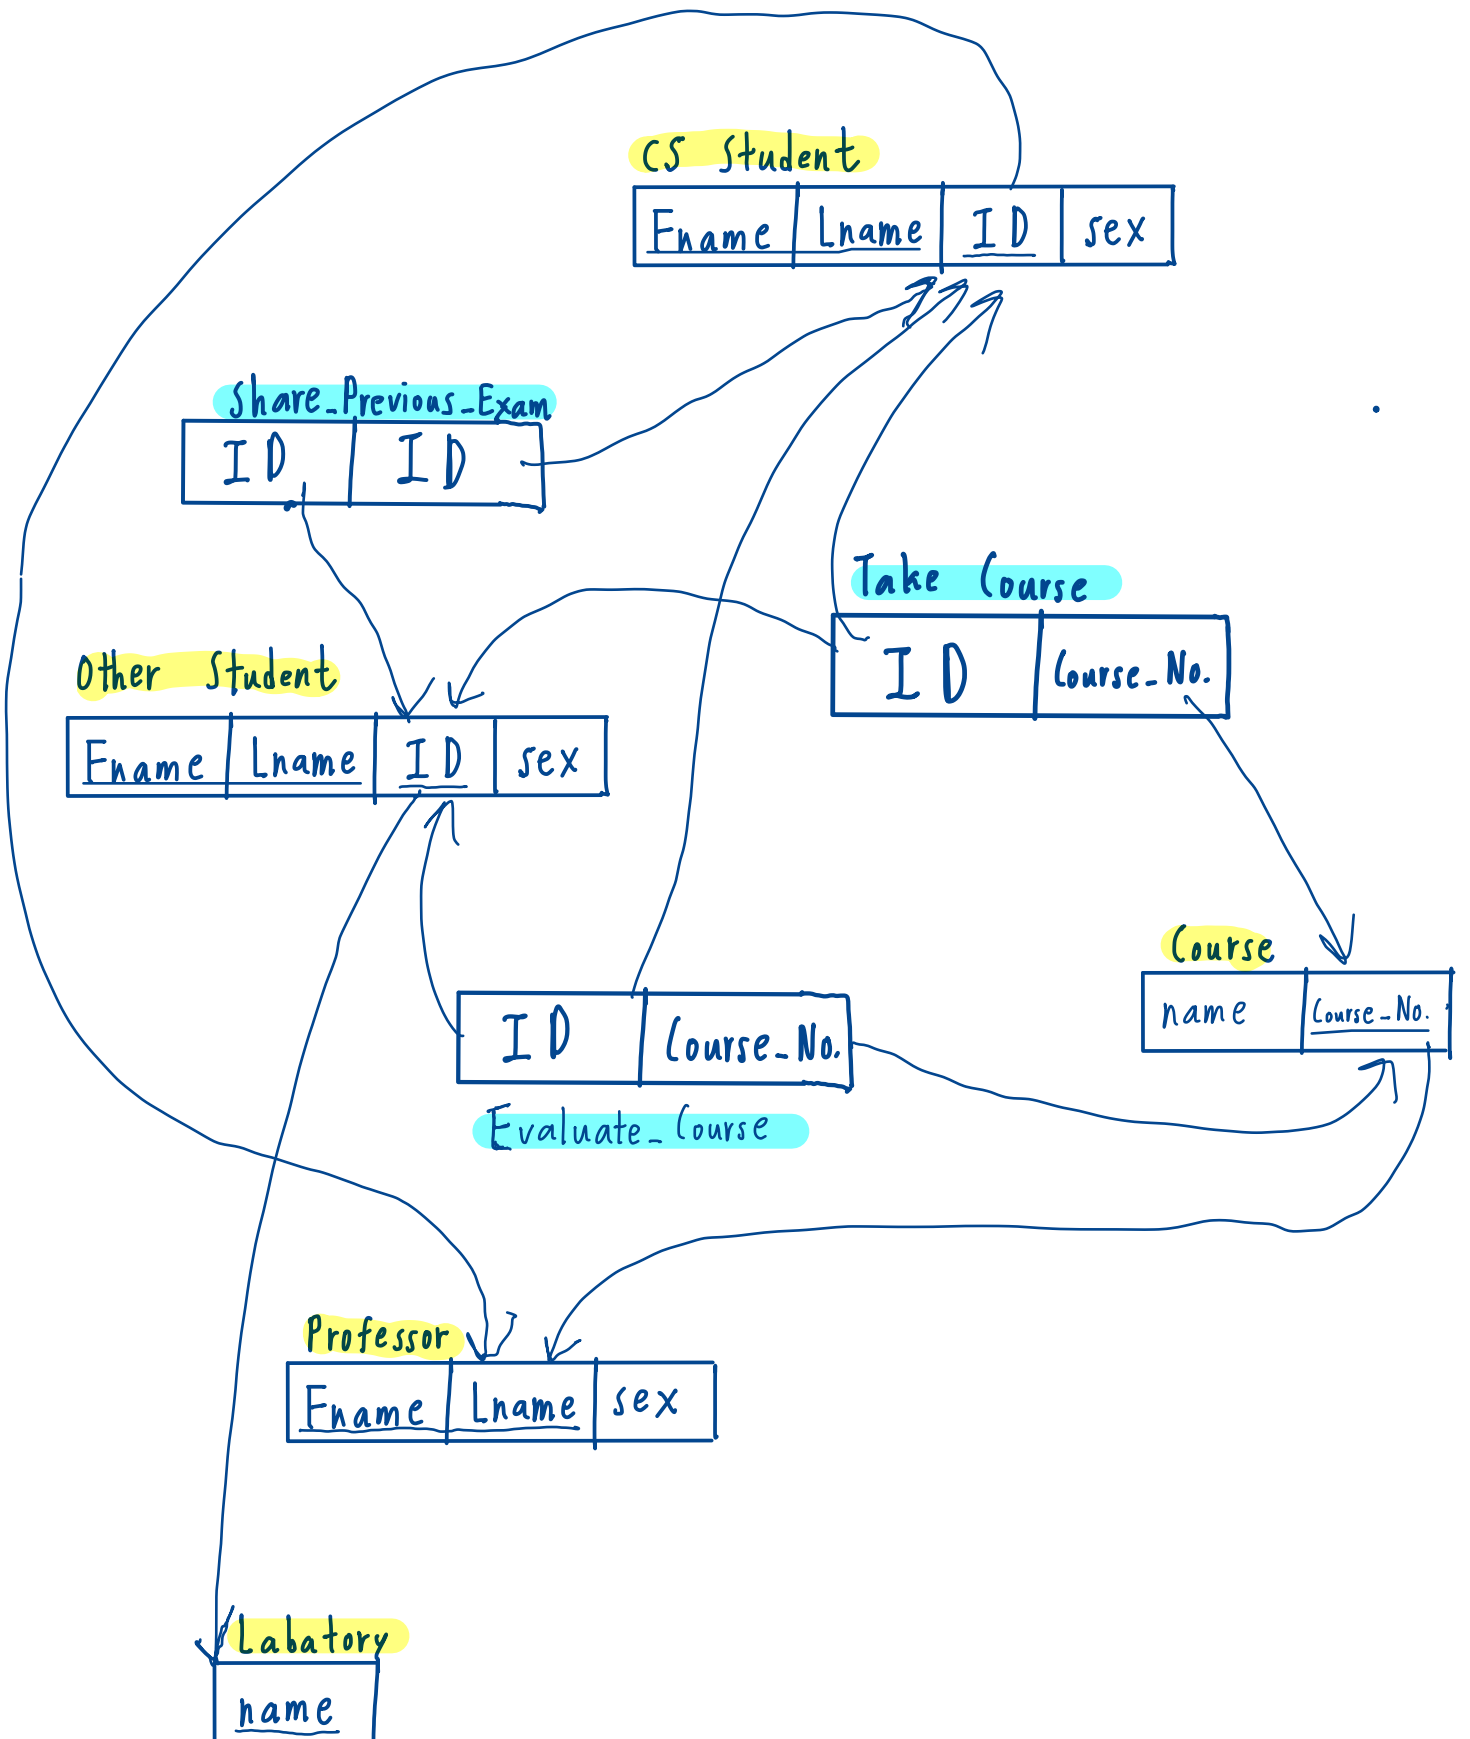 CS Student
Fname Lname ID sex
Share_Previous_Exam
ID ID
Take Course
ID Course_No.
Other Student
Fname Lname ID sex
Course
name Course_No.
ID Course_No.
Evaluate_Course
Professor
Fname Lname sex
Labatory
name